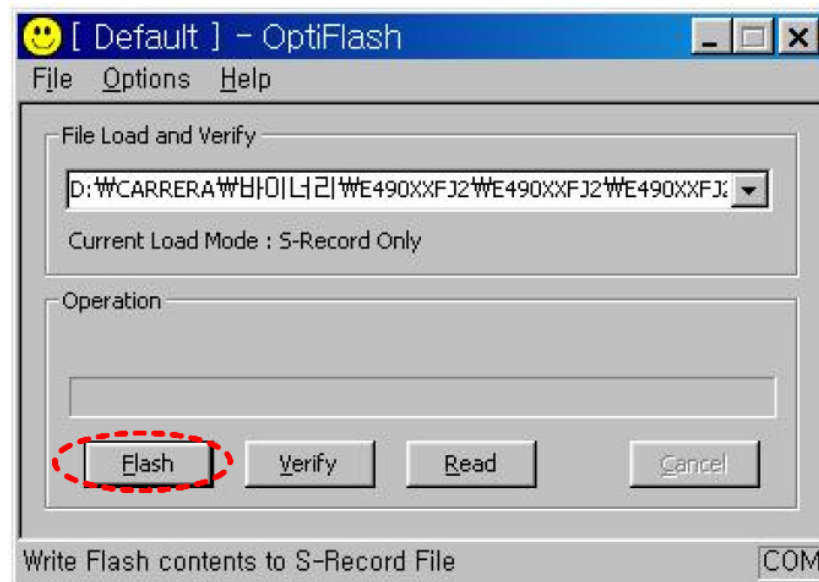 [ Default ] - OptiFlash
File Options Help
File Load and Verify
D:₩CARRERA₩바이너리₩E490XXFJ2₩E490XXFJ2₩E490XXFJ2
Current Load Mode : S-Record Only
Operation
Flash Verify Read Cancel
Write Flash contents to S-Record File COM